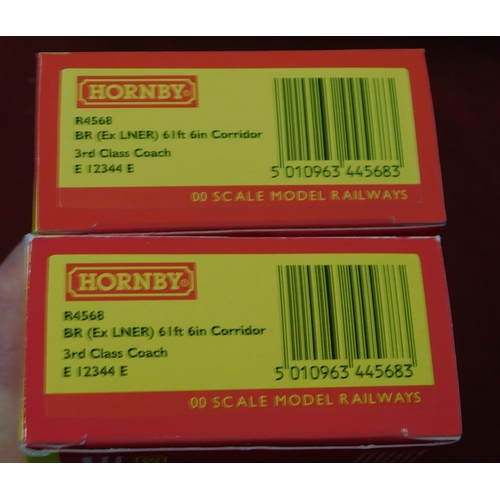 HORNBY
R4568
BR (Ex LNER) 61ft 6in Corridor
3rd Class Coach
E 12344 E
5 010963 445683
00 SCALE MODEL RAILWAYS
HORNBY
R4568
BR (Ex LNER) 61ft 6in Corridor
3rd Class Coach
E 12344 E
5 010963 445683
00 SCALE MODEL RAILWAYS